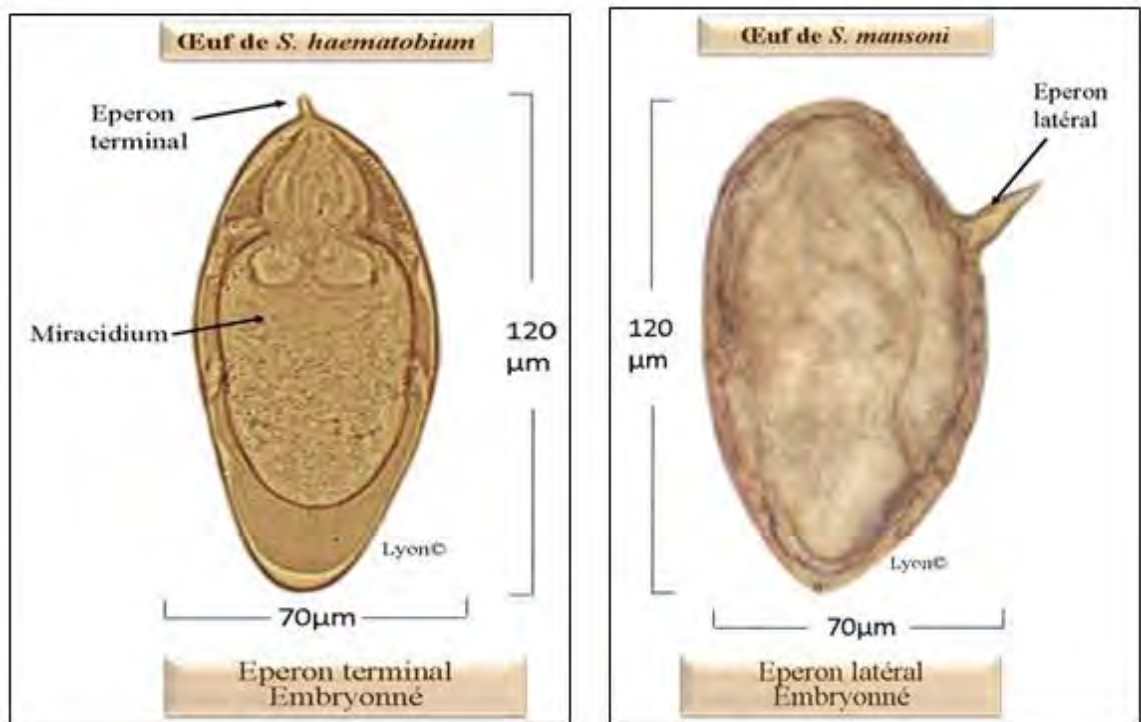 Œuf de S. haematobium
Eperon
terminal
Miracidium
120
µm
Lyon©
70µm
Eperon terminal
Embryonné
Œuf de S. mansoni
Eperon
latéral
120
µm
Lyon©
70µm
Eperon latéral
Embryonné